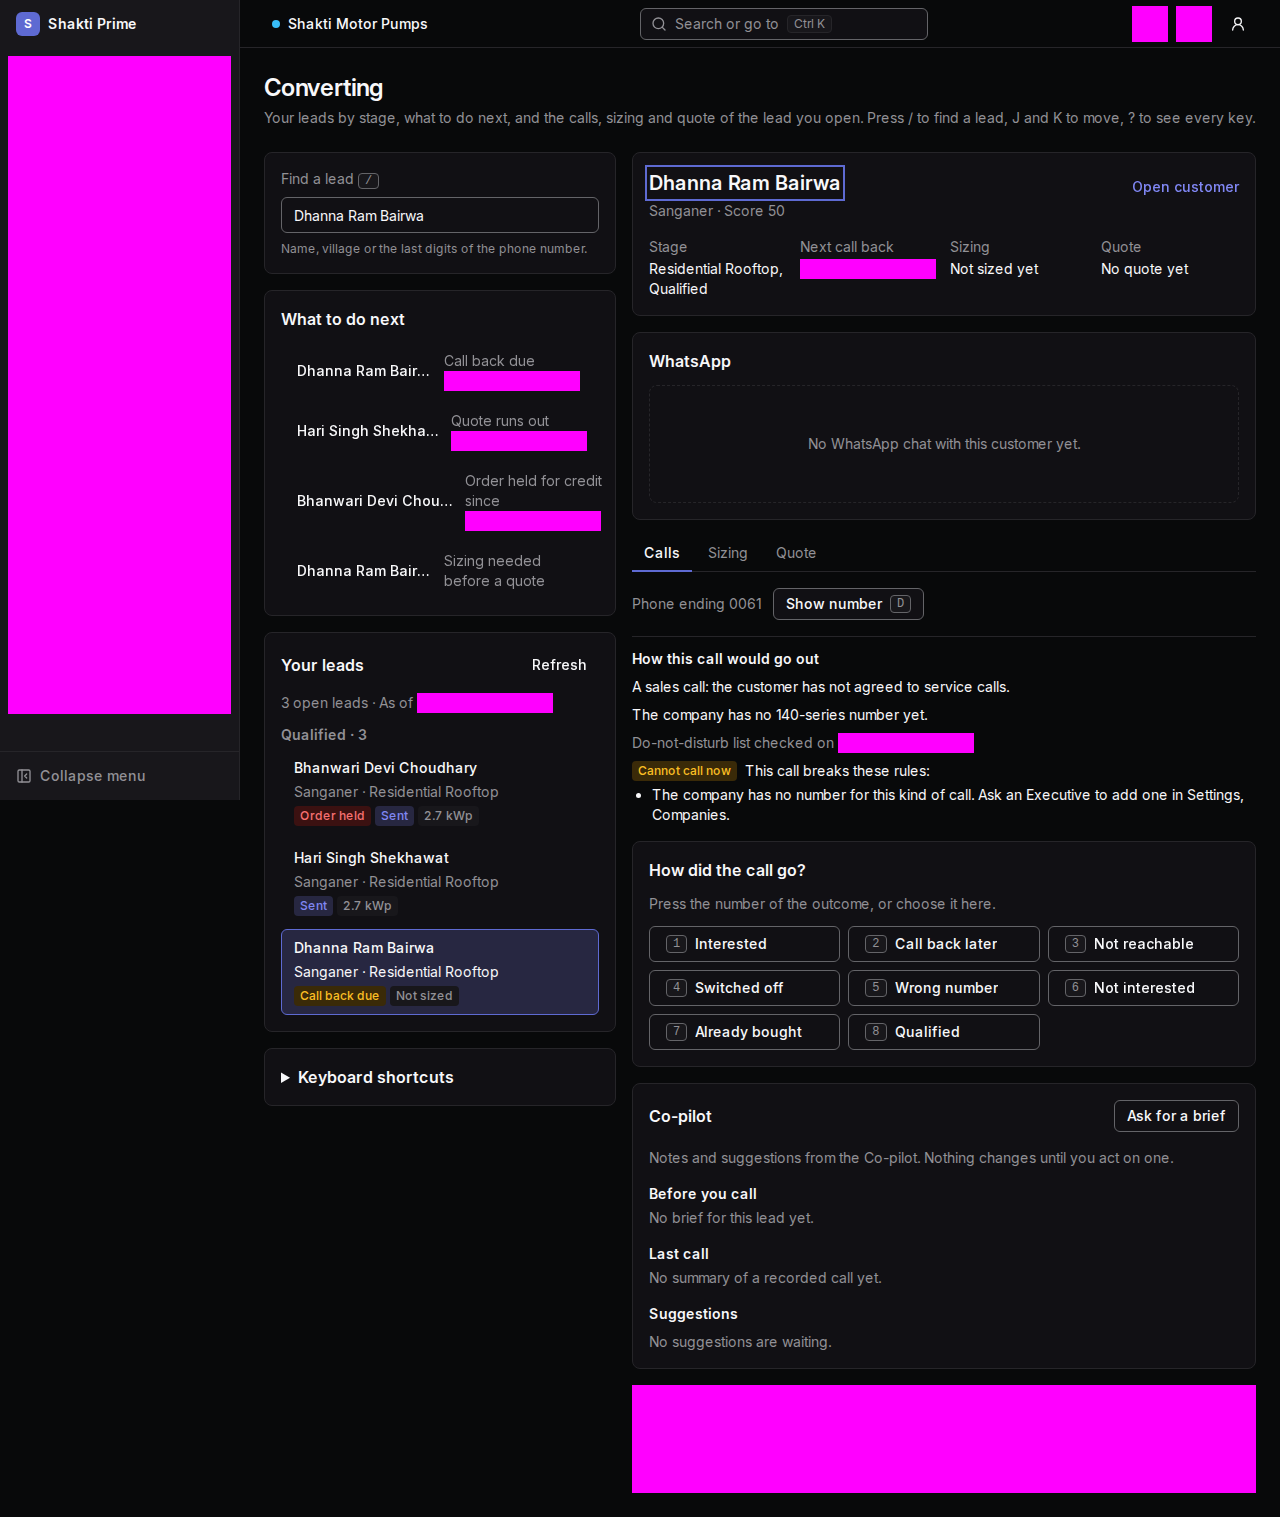 S Shakti Prime
Shakti Motor Pumps
Search or go to Ctrl K
Converting
Your leads by stage, what to do next, and the calls, sizing and quote of the lead you open. Press / to find a lead, J and K to move, ? to see every key.
Find a lead /
Dhanna Ram Bairwa
Name, village or the last digits of the phone number.
What to do next
Dhanna Ram Bair… Call back due
Hari Singh Shekha… Quote runs out
Bhanwari Devi Chou… Order held for credit
since
Dhanna Ram Bair… Sizing needed
before a quote
Your leads Refresh
3 open leads · As of
Qualified · 3
Bhanwari Devi Choudhary
Sanganer · Residential Rooftop
Order held Sent 2.7 kWp
Hari Singh Shekhawat
Sanganer · Residential Rooftop
Sent 2.7 kWp
Dhanna Ram Bairwa
Sanganer · Residential Rooftop
Call back due Not sized
Keyboard shortcuts
Collapse menu
Dhanna Ram Bairwa
Open customer
Sanganer · Score 50
Stage Next call back Sizing Quote
Residential Rooftop, Not sized yet No quote yet
Qualified
WhatsApp
No WhatsApp chat with this customer yet.
Calls Sizing Quote
Phone ending 0061 Show number D
How this call would go out
A sales call: the customer has not agreed to service calls.
The company has no 140-series number yet.
Do-not-disturb list checked on
Cannot call now This call breaks these rules:
• The company has no number for this kind of call. Ask an Executive to add one in Settings,
Companies.
How did the call go?
Press the number of the outcome, or choose it here.
1 Interested 2 Call back later 3 Not reachable
4 Switched off 5 Wrong number 6 Not interested
7 Already bought 8 Qualified
Co-pilot Ask for a brief
Notes and suggestions from the Co-pilot. Nothing changes until you act on one.
Before you call
No brief for this lead yet.
Last call
No summary of a recorded call yet.
Suggestions
No suggestions are waiting.